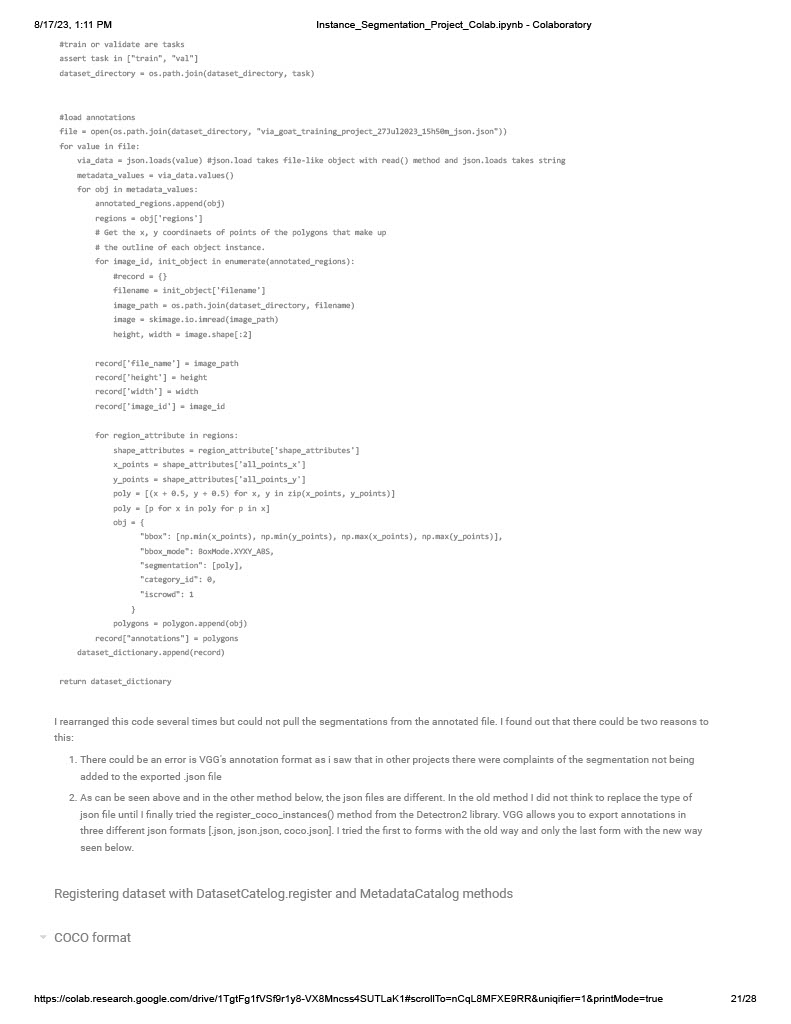 8/17/23, 1:11 PM
Instance_Segmentation_Project_Colab.ipynb - Colaboratory
#train or validate are tasks
assert task in ["train", "val"]
dataset_directory = os.path.join(dataset_directory, task)
#load annotations
file = open(os.path.join(dataset_directory, "via_goat_training_project_27Jul2023_15h50m_json.json"))
for value in file:
via_data = json.loads(value) #json.load takes file-like object with read() method and json.loads takes string
metadata_values = via_data.values()
for obj in metadata_values:
annotated_regions.append(obj)
regions = obj['regions']
# Get the x, y coordinaets of points of the polygons that make up
# the outline of each object instance.
for image_id, init_object in enumerate(annotated_regions):
#record = {}
filename = init_object['filename']
image_path = os.path.join(dataset_directory, filename)
image = skimage.io.imread(image_path)
height, width = image.shape[:2]
record['file_name'] = image_path
record['height'] = height
record['width'] = width
record['image_id'] = image_id
for region_attribute in regions:
shape_attributes = region_attribute['shape_attributes']
x_points = shape_attributes['all_points_x']
y_points = shape_attributes['all_points_y']
poly = [(x + 0.5, y + 0.5) for x, y in zip(x_points, y_points)]
poly = [p for x in poly for p in x]
obj = {
"bbox": [np.min(x_points), np.min(y_points), np.max(x_points), np.max(y_points)],
"bbox_mode": BoxMode.XYXY_ABS,
"segmentation": [poly],
"category_id": 0,
"iscrowd": 1
}
polygons = polygon.append(obj)
record["annotations"] = polygons
dataset_dictionary.append(record)
return dataset_dictionary
I rearranged this code several times but could not pull the segmentations from the annotated file. I found out that there could be two reasons to
this:
1. There could be an error is VGG's annotation format as i saw that in other projects there were complaints of the segmentation not being
added to the exported .json file
2. As can be seen above and in the other method below, the json files are different. In the old method I did not think to replace the type of
json file until I finally tried the register_coco_instances() method from the Detectron2 library. VGG allows you to export annotations in
three different json formats [.json, json.json, coco.json]. I tried the first to forms with the old way and only the last form with the new way
seen below.
Registering dataset with DatasetCatelog.register and MetadataCatalog methods
COCO format
https://colab.research.google.com/drive/1TgtFg1fVSf9r1y8-VX8Mncss4SUTLaK1#scrollTo=nCqL8MFXE9RR&uniqifier=1&printMode=true
21/28